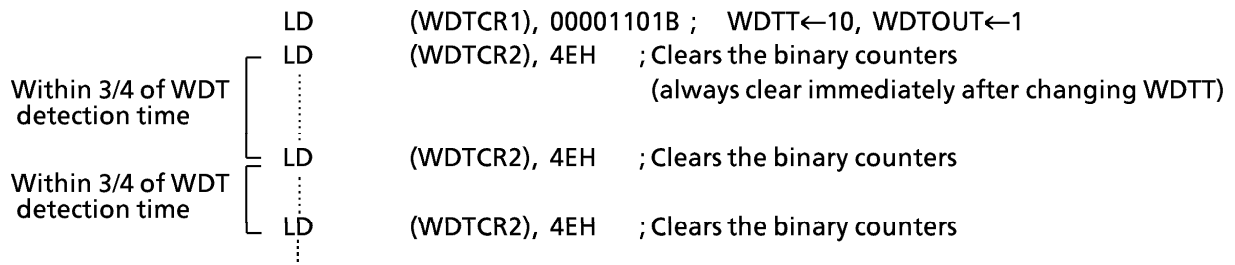 LD (WDTCR1), 00001101B ; WDTT←10, WDTOUT←1
LD (WDTCR2), 4EH ; Clears the binary counters
Within 3/4 of WDT (always clear immediately after changing WDTT)
detection time
LD (WDTCR2), 4EH ; Clears the binary counters
Within 3/4 of WDT
detection time
LD (WDTCR2), 4EH ; Clears the binary counters